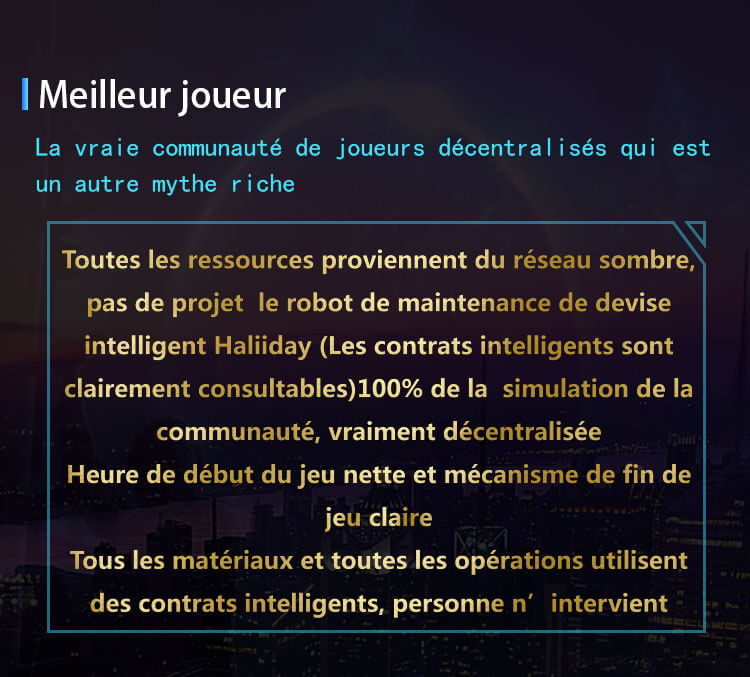 Meilleur joueur
La vraie communauté de joueurs décentralisés qui est
un autre mythe riche
Toutes les ressources proviennent du réseau sombre,
pas de projet  le robot de maintenance de devise
intelligent Haliiday (Les contrats intelligents sont
clairement consultables)100% de la  simulation de la
communauté, vraiment décentralisée
Heure de début du jeu nette et mécanisme de fin de
jeu claire
Tous les matériaux et toutes les opérations utilisent
des contrats intelligents, personne n’ intervient